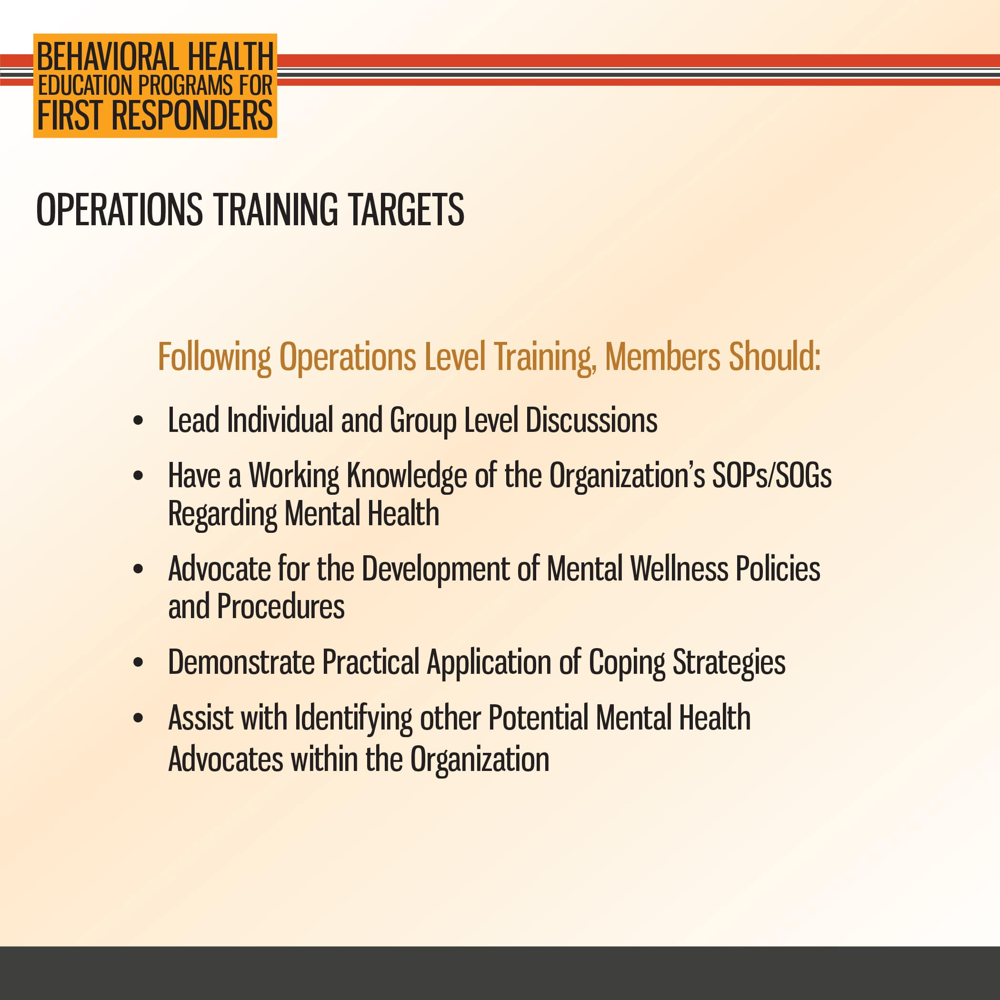 BEHAVIORAL HEALTH
EDUCATION PROGRAMS FOR
FIRST RESPONDERS
OPERATIONS TRAINING TARGETS
Following Operations Level Training, Members Should:
• Lead Individual and Group Level Discussions
• Have a Working Knowledge of the Organization’s SOPs/SOGs
Regarding Mental Health
• Advocate for the Development of Mental Wellness Policies
and Procedures
• Demonstrate Practical Application of Coping Strategies
• Assist with Identifying other Potential Mental Health
Advocates within the Organization